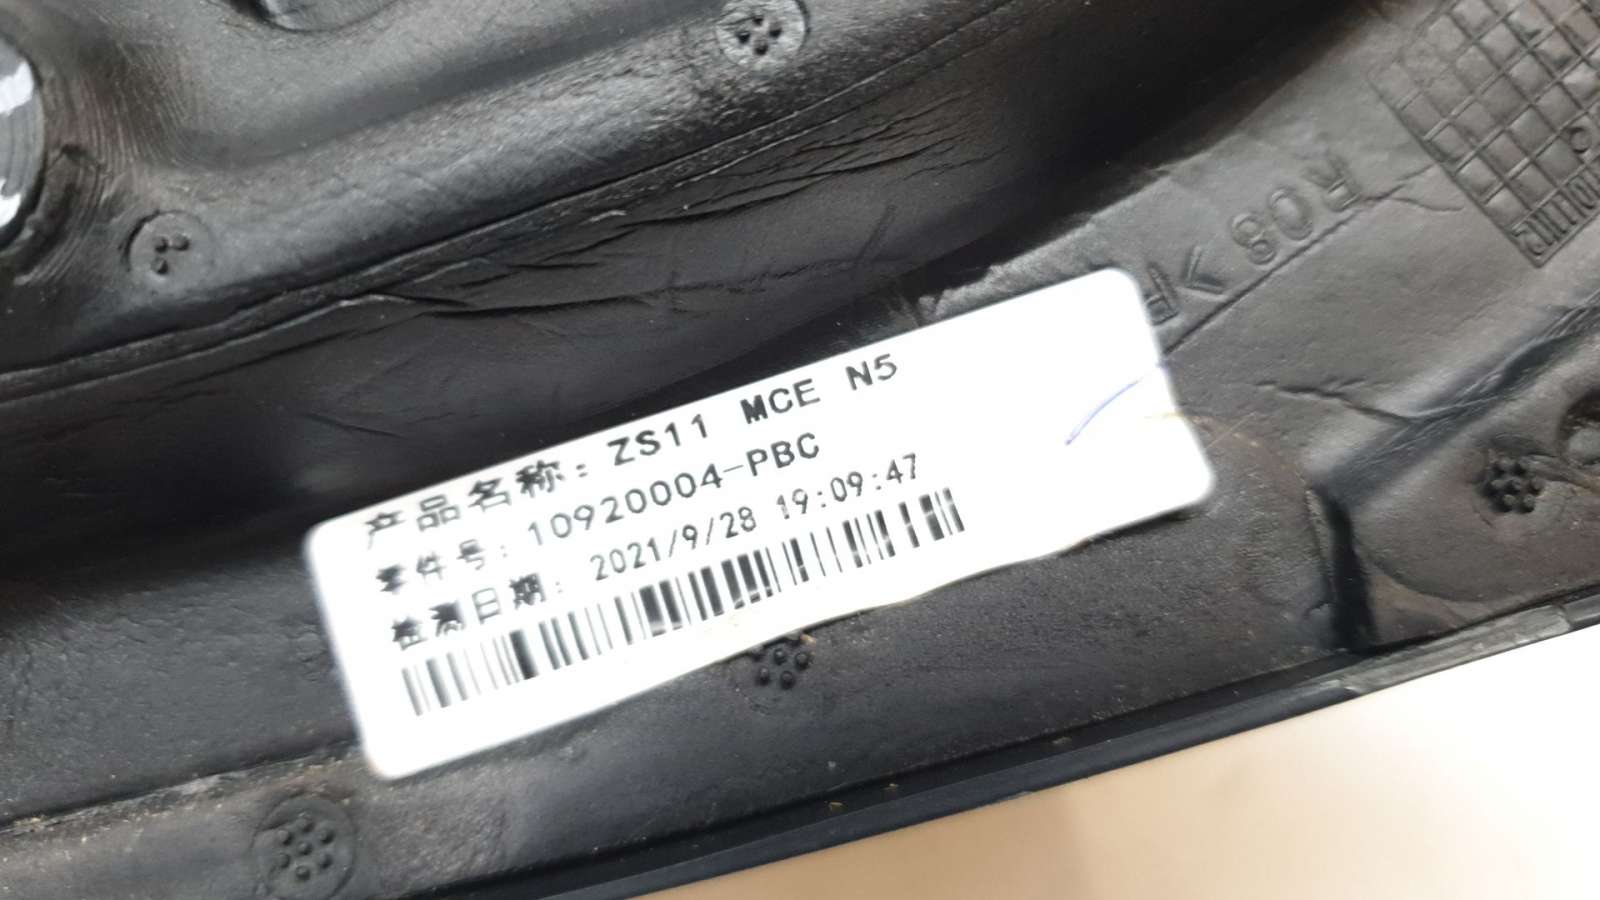 产品名称: ZS11 MCE N5
零件号: 10920004-PBC
检测日期: 2021/9/28 19:09:47
R08